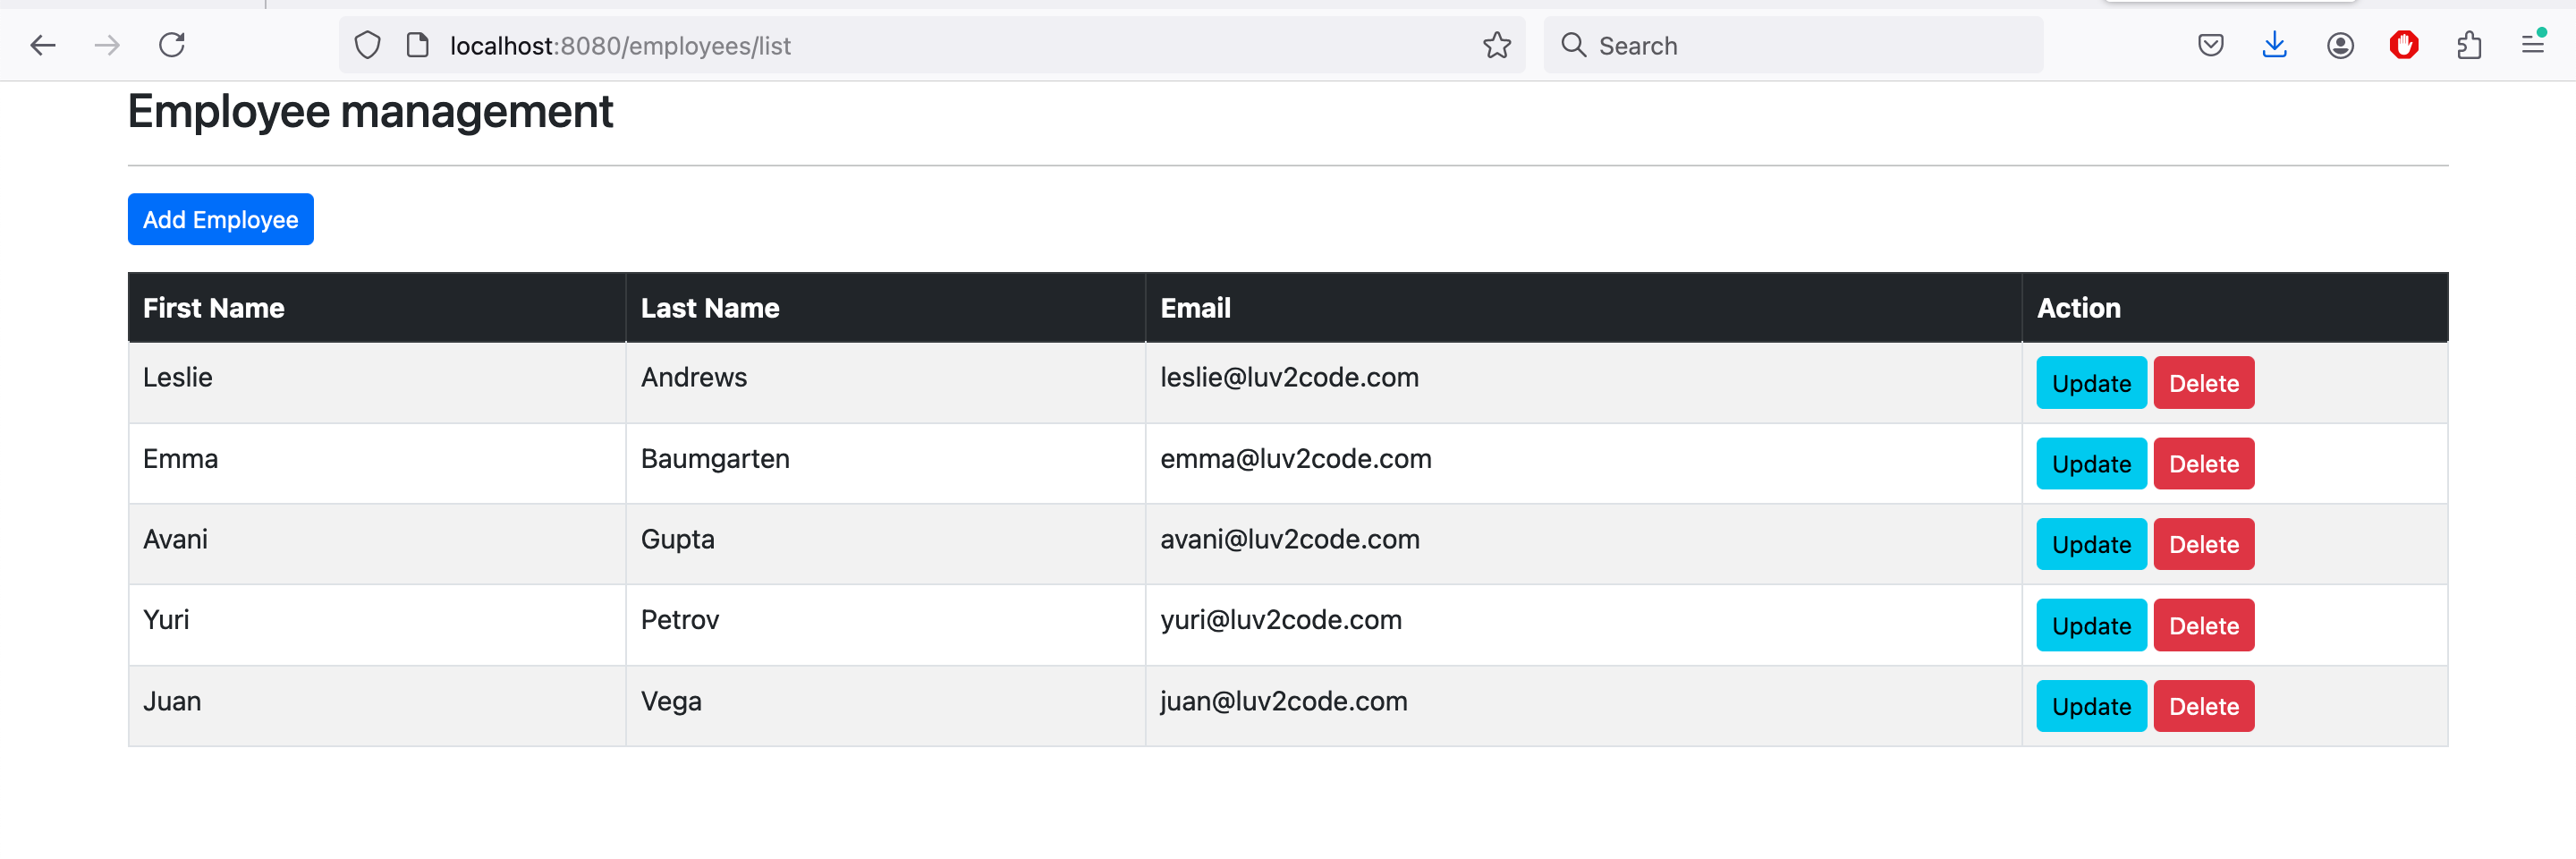 localhost:8080/employees/list Search
Employee management
Add Employee
First Name Last Name Email Action
Leslie Andrews leslie@luv2code.com Update Delete
Emma Baumgarten emma@luv2code.com Update Delete
Avani Gupta avani@luv2code.com Update Delete
Yuri Petrov yuri@luv2code.com Update Delete
Juan Vega juan@luv2code.com Update Delete